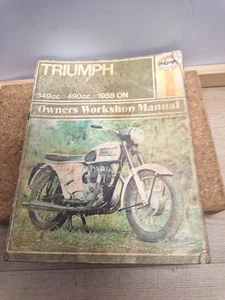 TRIUMPH
349cc - 490cc - 1958 ON
Owners Workshop Manual